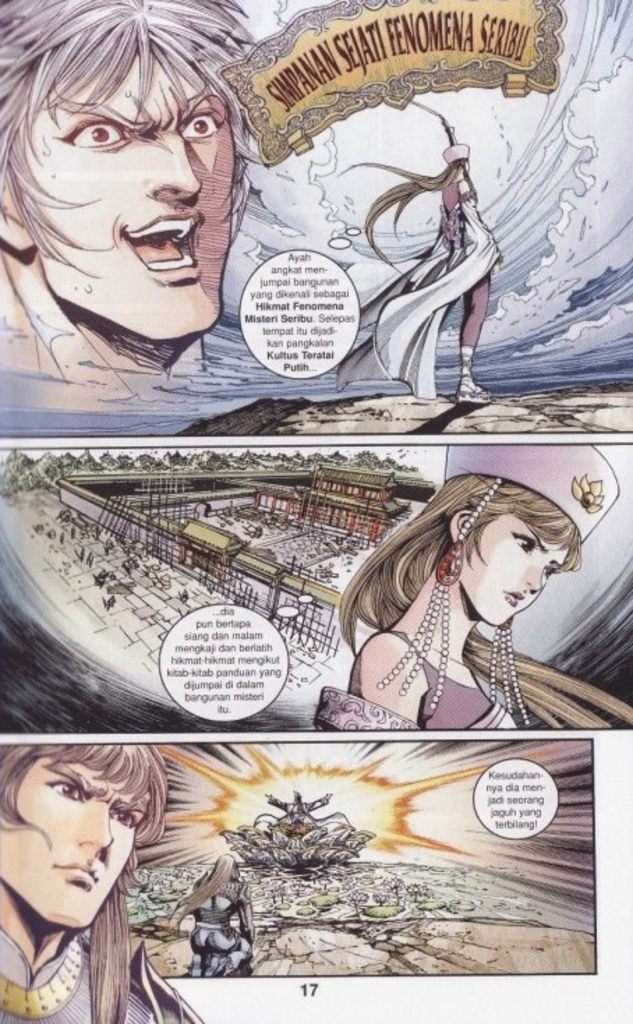 SIMPANAN SEJATI FENOMENA SERIBU
Ayah
angkat men-
jumpai bangunan
yang dikenali sebagai
Hikmat Fenomena
Misteri Seribu. Selepas
tempat itu dijadi-
kan pangkalan
Kultus Teratai
Putih...
...dia
pun bertapa
siang dan malam
mengkaji dan berlatih
hikmat-hikmat mengikut
kitab-kitab panduan yang
dijumpai di dalam
bangunan misteri
itu.
Kesudahan-
nya dia men-
jadi seorang
jaguh yang
terbilang!
17